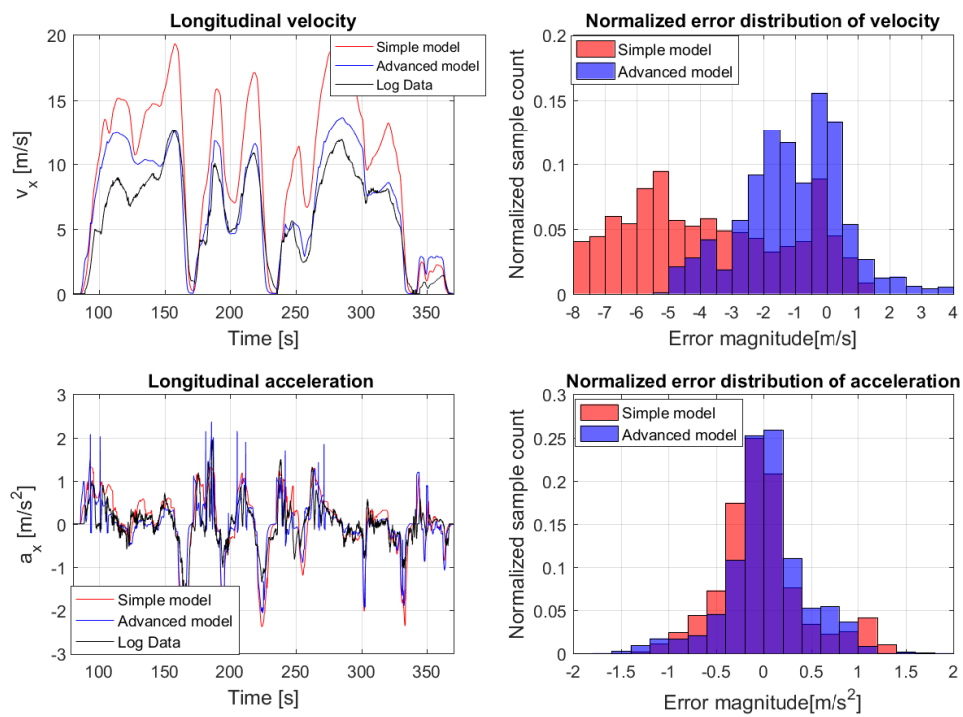 Longitudinal velocity
20
15
10
5
0
v_x [m/s]
100 150 200 250 300 350
Time [s]
Simple model
Advanced model
Log Data
Normalized error distribution of velocity
0.2
0.15
0.1
0.05
0
Normalized sample count
-8 -7 -6 -5 -4 -3 -2 -1 0 1 2 3 4
Error magnitude[m/s]
Simple model
Advanced model
Longitudinal acceleration
3
2
1
0
-1
-2
-3
a_x [m/s²]
100 150 200 250 300 350
Time [s]
Simple model
Advanced model
Log Data
Normalized error distribution of acceleration
0.3
0.25
0.2
0.15
0.1
0.05
0
Normalized sample count
-2 -1.5 -1 -0.5 0 0.5 1 1.5 2
Error magnitude[m/s²]
Simple model
Advanced model